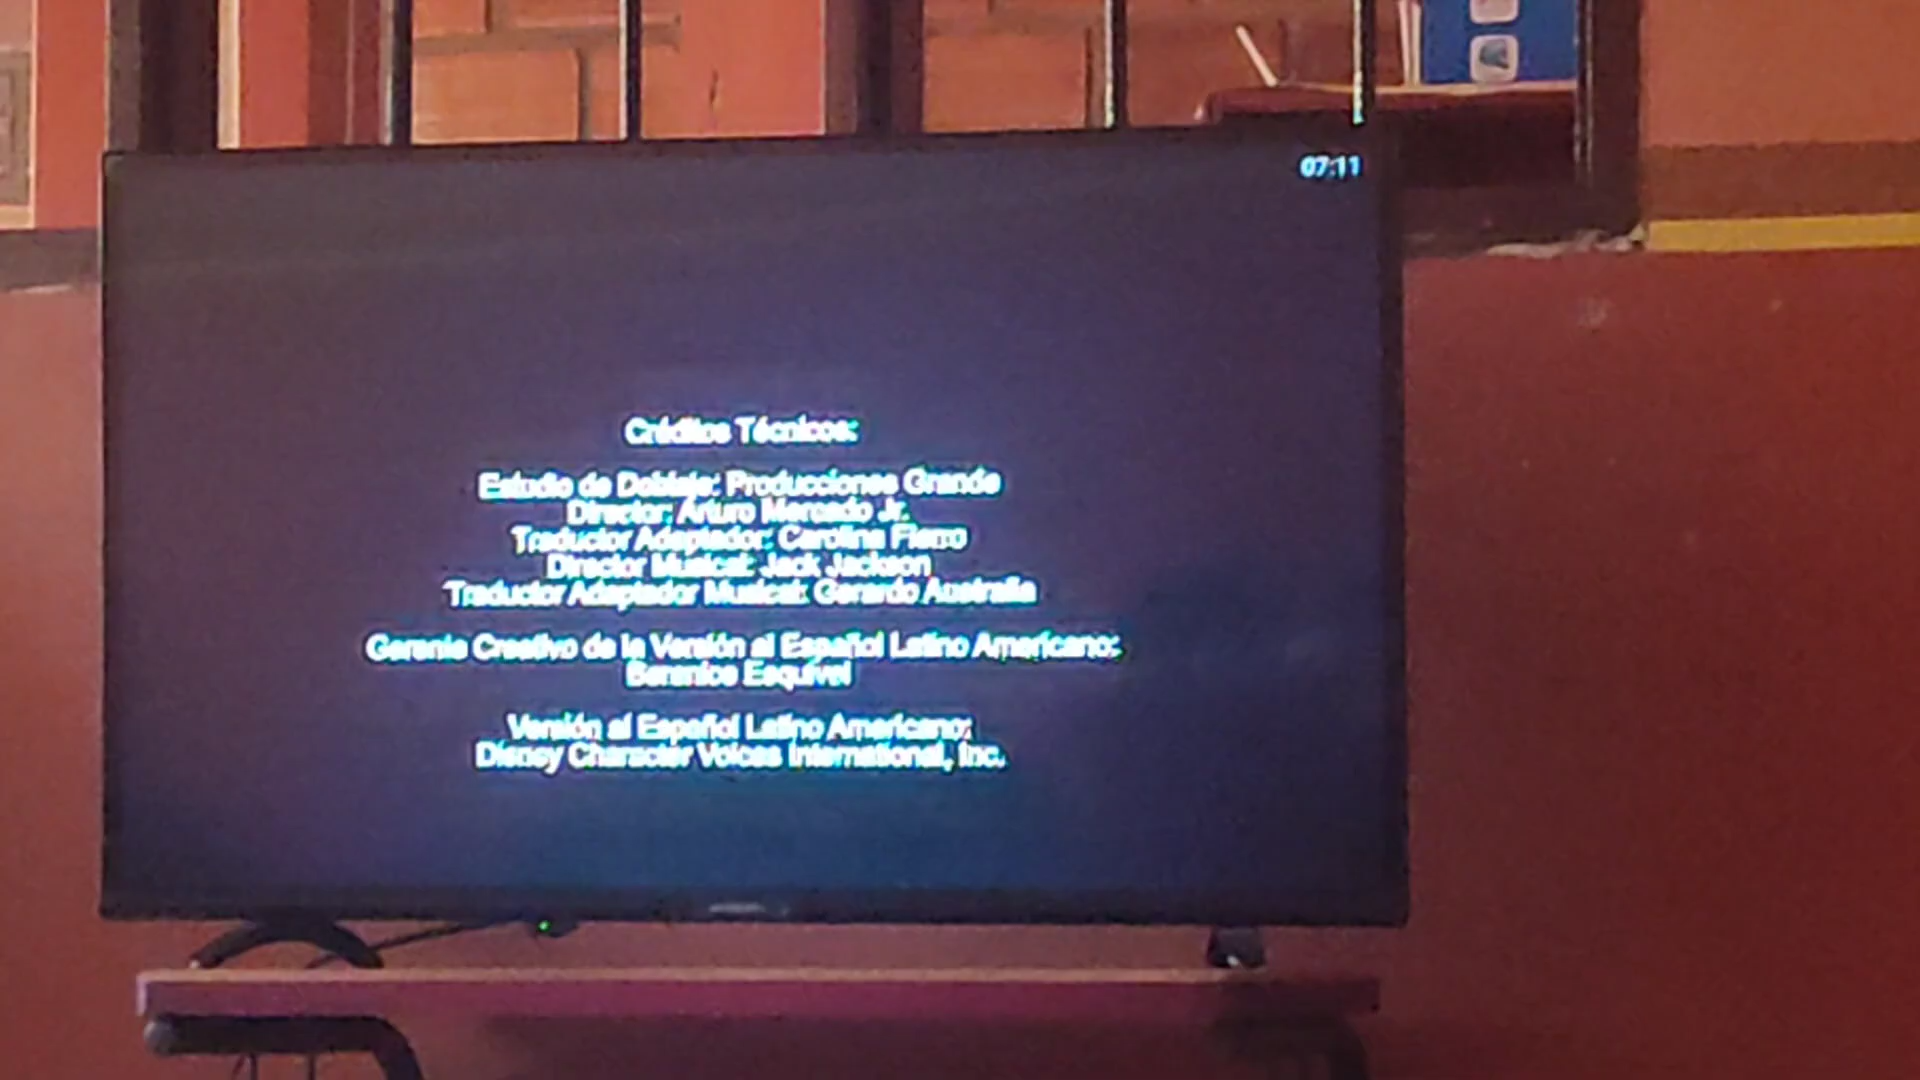 07:11
Créditos Técnicos:
Estudio de Doblaje: Producciones Grande
Director: Arturo Mercado Jr.
Traductor Adaptador: Carolina Fierro
Director Musical: Jack Jackson
Traductor Adaptador Musical: Gerardo Australia
Gerente Creativo de la Versión al Español Latino Americano:
Berenice Esquivel
Versión al Español Latino Americano:
Disney Character Voices International, Inc.